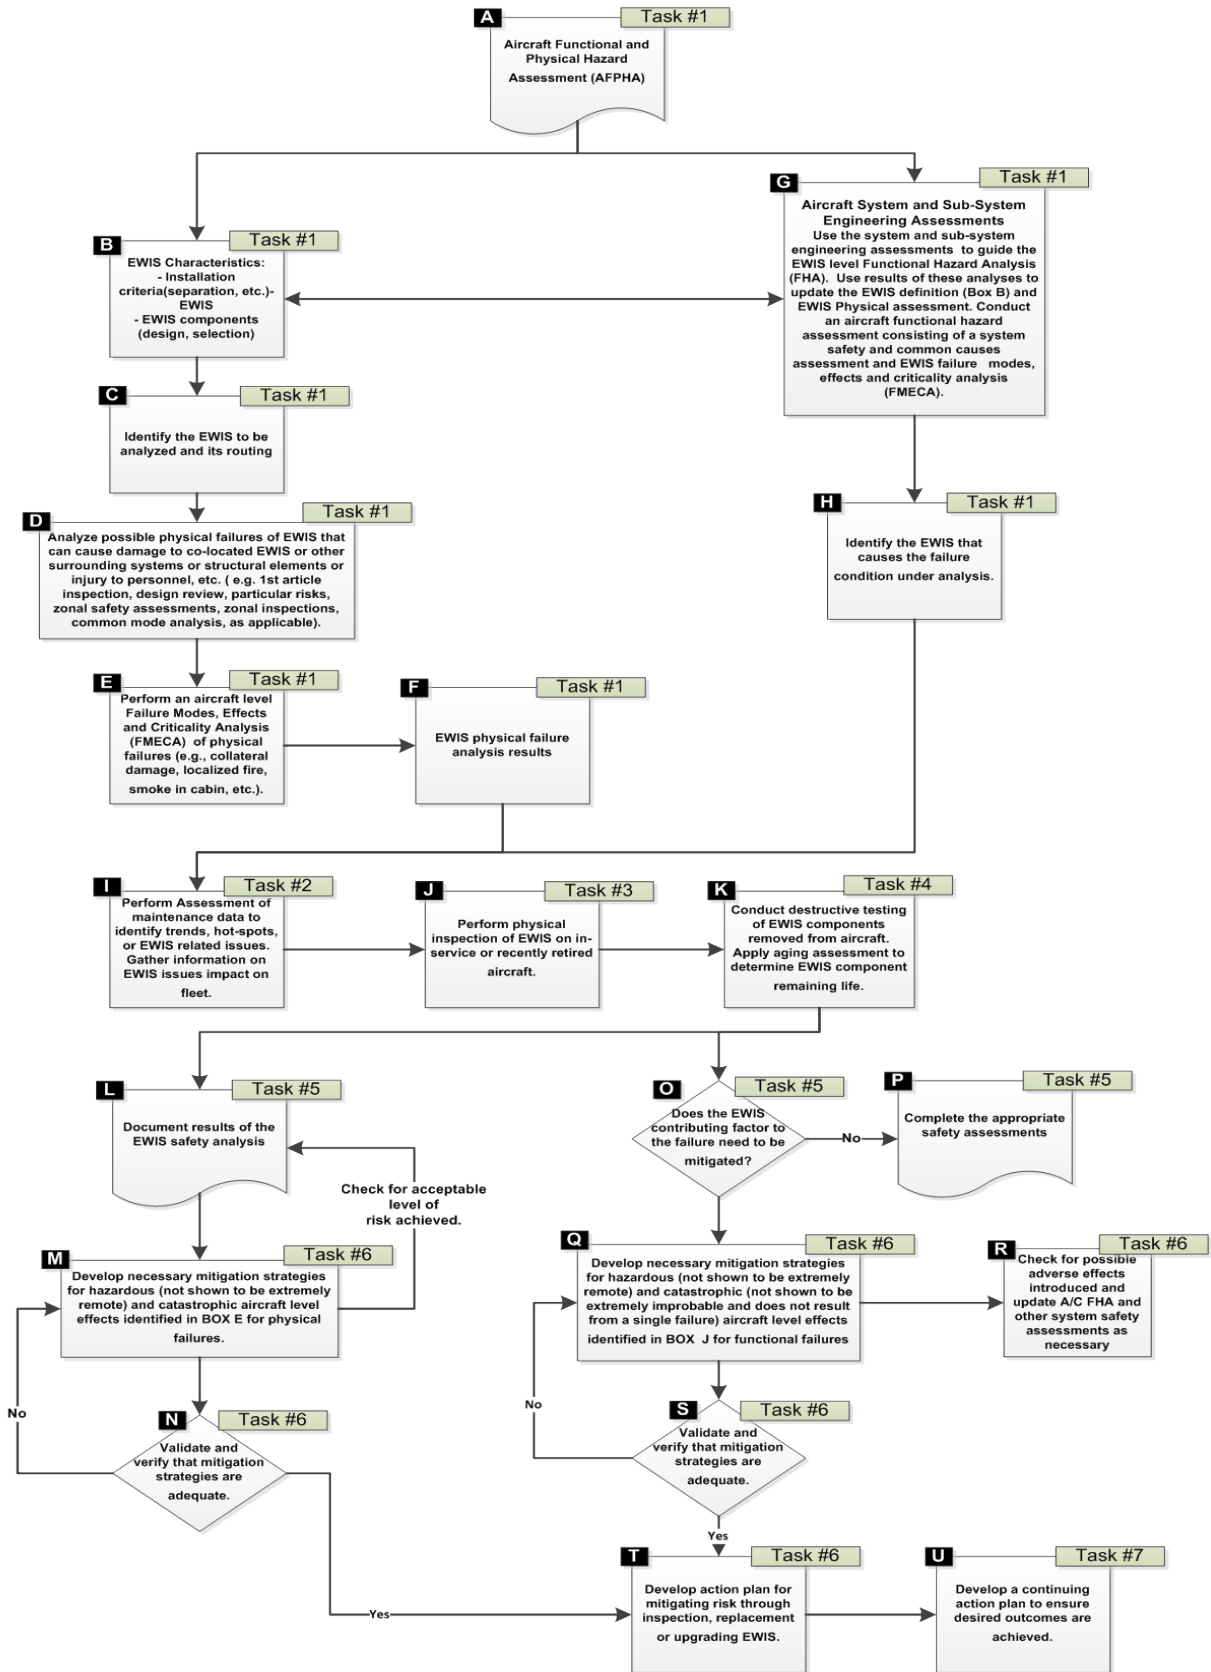 A
Task #1
Aircraft Functional and
Physical Hazard
Assessment (AFPHA)
B
Task #1
EWIS Characteristics:
- Installation
criteria(separation, etc.)-
EWIS
- EWIS components
(design, selection)
G
Task #1
Aircraft System and Sub-System
Engineering Assessments
Use the system and sub-system
engineering assessments to guide the
EWIS level Functional Hazard Analysis
(FHA). Use results of these analyses to
update the EWIS definition (Box B) and
EWIS Physical assessment. Conduct
an aircraft functional hazard
assessment consisting of a system
safety and common causes
assessment and EWIS failure modes,
effects and criticality analysis
(FMECA).
C
Task #1
Identify the EWIS to be
analyzed and its routing
D
Task #1
Analyze possible physical failures of EWIS that
can cause damage to co-located EWIS or other
surrounding systems or structural elements or
injury to personnel, etc. ( e.g. 1st article
inspection, design review, particular risks,
zonal safety assessments, zonal inspections,
common mode analysis, as applicable).
H
Task #1
Identify the EWIS that
causes the failure
condition under analysis.
E
Task #1
Perform an aircraft level
Failure Modes, Effects
and Criticality Analysis
(FMECA) of physical
failures (e.g., collateral
damage, localized fire,
smoke in cabin, etc.).
F
Task #1
EWIS physical failure
analysis results
I
Task #2
Perform Assessment of
maintenance data to
identify trends, hot-spots,
or EWIS related issues.
Gather information on
EWIS issues impact on
fleet.
J
Task #3
Perform physical
inspection of EWIS on in-
service or recently retired
aircraft.
K
Task #4
Conduct destructive testing
of EWIS components
removed from aircraft.
Apply aging assessment to
determine EWIS component
remaining life.
L
Task #5
Document results of the
EWIS safety analysis
Check for acceptable
level of
risk achieved.
O
Task #5
Does the EWIS
contributing factor to
the failure need to be
mitigated?
No
P
Task #5
Complete the appropriate
safety assessments
M
Task #6
Develop necessary mitigation strategies
for hazardous (not shown to be extremely
remote) and catastrophic aircraft level
effects identified in BOX E for physical
failures.
Q
Task #6
Develop necessary mitigation strategies
for hazardous (not shown to be extremely
remote) and catastrophic (not shown to
be extremely improbable and does not result
from a single failure) aircraft level effects
identified in BOX J for functional failures
R
Task #6
Check for possible
adverse effects
introduced and
update A/C FHA and
other system safety
assessments as
necessary
No
N
Task #6
Validate and
verify that mitigation
strategies are
adequate.
No
S
Task #6
Validate and
verify that mitigation
strategies are
adequate.
Yes
Yes
T
Task #6
Develop action plan for
mitigating risk through
inspection, replacement
or upgrading EWIS.
U
Task #7
Develop a continuing
action plan to ensure
desired outcomes are
achieved.